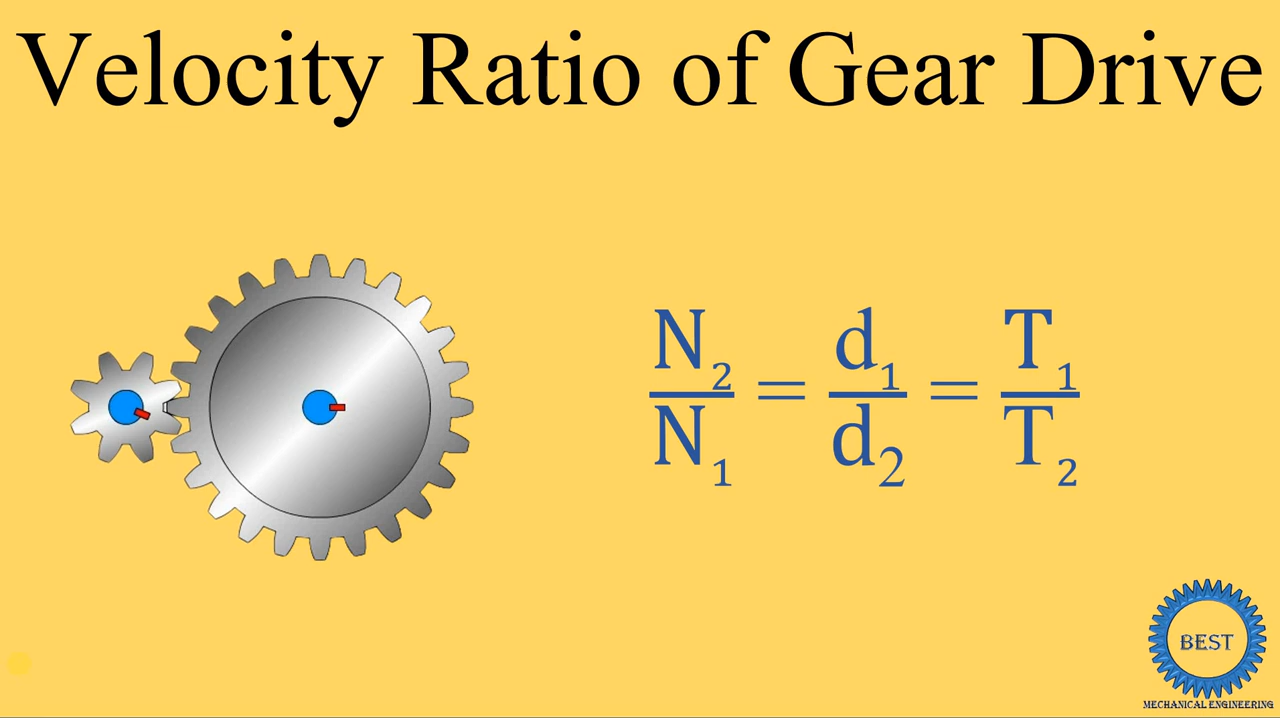 Velocity Ratio of Gear Drive
N₂/N₁ = d₁/d₂ = T₁/T₂
BEST
MECHANICAL ENGINEERING